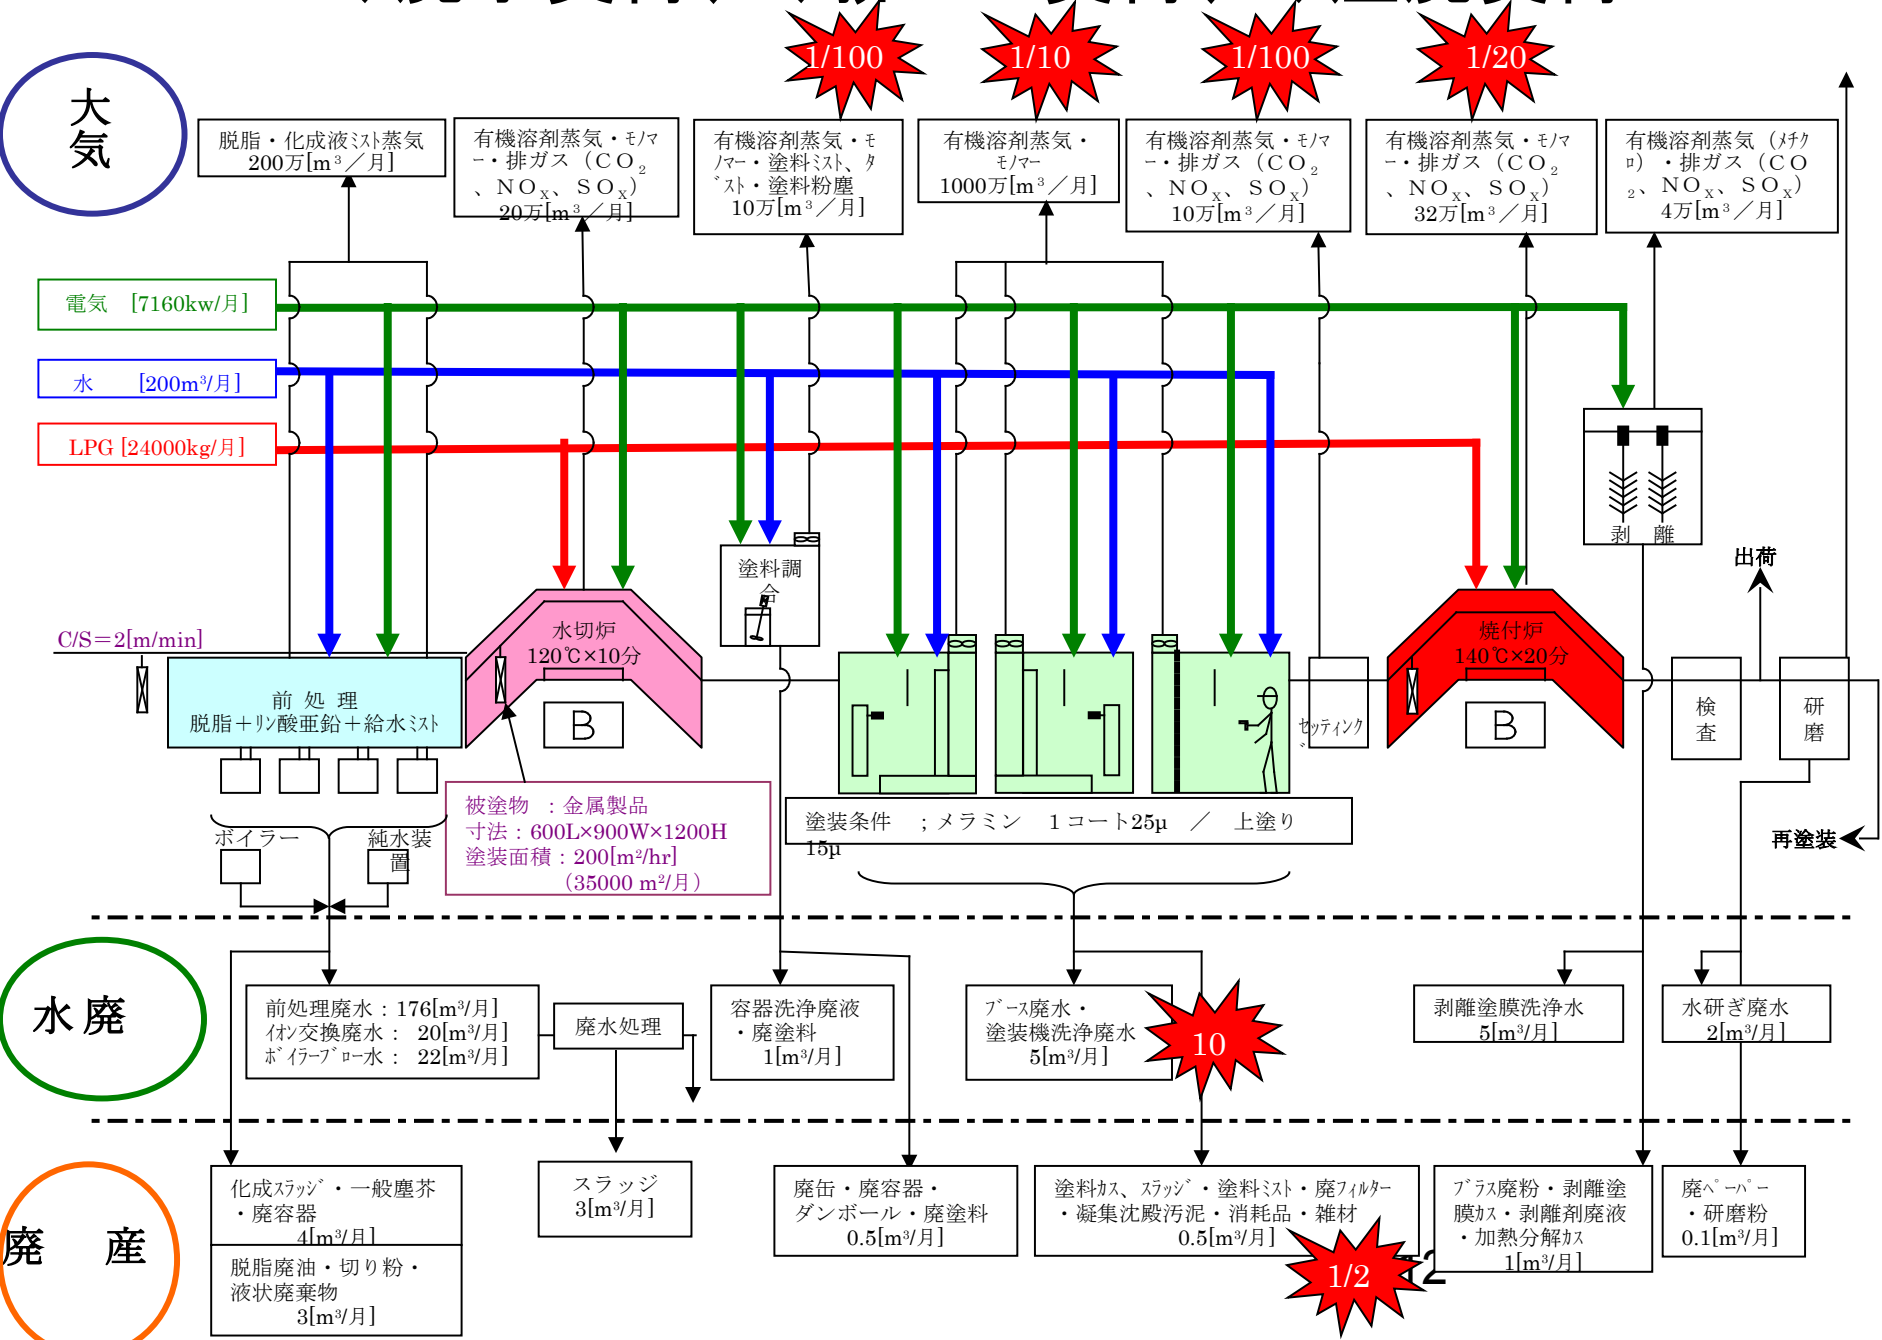 1/100
1/10
1/100
1/20
大気
脱脂・化成液ﾐｽﾄ蒸気
200万[m³／月]
有機溶剤蒸気・ﾓﾉﾏ
ｰ・排ガス（CO₂
、NOx、SOx）
20万[m³／月]
有機溶剤蒸気・ﾓ
ﾉﾏｰ・塗料ﾐｽﾄ、ﾀ
ﾞｽﾄ・塗料粉塵
10万[m³／月]
有機溶剤蒸気・
ﾓﾉﾏｰ
1000万[m³／月]
有機溶剤蒸気・ﾓﾉﾏ
ｰ・排ガス（CO₂
、NOx、SOx）
10万[m³／月]
有機溶剤蒸気・ﾓﾉﾏ
ｰ・排ガス（CO₂
、NOx、SOx）
32万[m³／月]
有機溶剤蒸気（ﾒﾁｸ
ﾛ）・排ガス（CO
₂、NOx、SOx）
4万[m³／月]
電気 [7160kw/月]
水 [200m³/月]
LPG [24000kg/月]
剥 離
出荷
塗料調
合
C/S＝2[m/min]
水切炉
120℃×10分
B
焼付炉
140℃×20分
B
前 処 理
脱脂＋ﾘﾝ酸亜鉛＋給水ﾐｽﾄ
ｾｯﾃｨﾝｸ
ﾞ
検
査
研
磨
ボイラー
純水装
置
被塗物 ：金属製品
寸法：600L×900W×1200H
塗装面積：200[m²/hr]
（35000 m²/月）
塗装条件 ；メラミン 1コート25μ ／ 上塗り
15μ
再塗装
水廃
前処理廃水：176[m³/月]
ｲｵﾝ交換廃水： 20[m³/月]
ﾎﾞｲﾗｰﾌﾞﾛｰ水： 22[m³/月]
廃水処理
容器洗浄廃液
・廃塗料
1[m³/月]
ﾌﾞｰｽ廃水・
塗装機洗浄廃水
5[m³/月]
10
剥離塗膜洗浄水
5[m³/月]
水研ぎ廃水
2[m³/月]
廃 産
化成ｽﾗｯｼﾞ・一般塵芥
・廃容器
4[m³/月]
脱脂廃油・切り粉・
液状廃棄物
3[m³/月]
スラッジ
3[m³/月]
廃缶・廃容器・
ダンボール・廃塗料
0.5[m³/月]
塗料ｶｽ、ｽﾗｯｼﾞ・塗料ﾐｽﾄ・廃ﾌｨﾙﾀｰ
・凝集沈殿汚泥・消耗品・雑材
0.5[m³/月]
1/2
12
ﾌﾞﾗｽ廃粉・剥離塗
膜ｶｽ・剥離剤廃液
・加熱分解ｶｽ
1[m³/月]
廃ﾍﾟｰﾊﾟｰ
・研磨粉
0.1[m³/月]